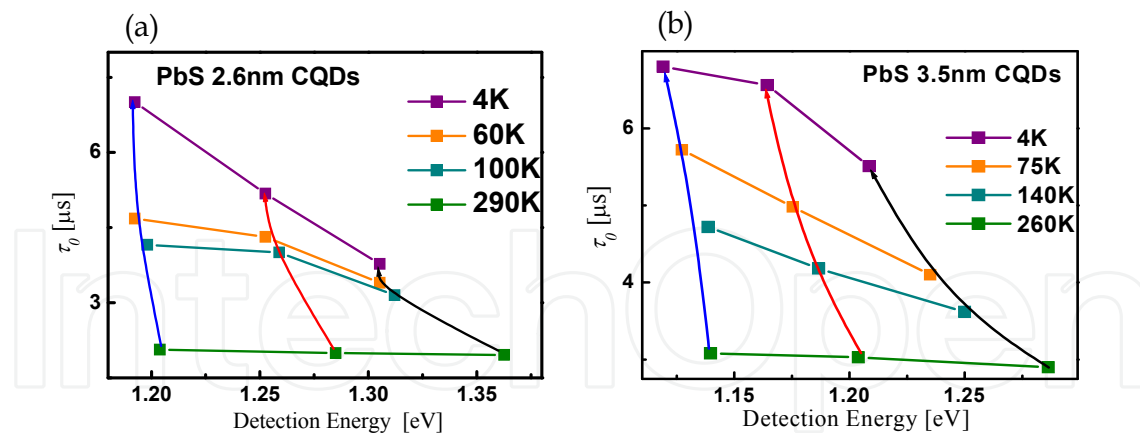 (a)
PbS 2.6nm CQDs
4K
60K
100K
290K
6
3
τ0 [μs]
1.20
1.25
1.30
1.35
Detection Energy [eV]
(b)
PbS 3.5nm CQDs
4K
75K
140K
260K
6
4
τ0 [μs]
1.15
1.20
1.25
Detection Energy [eV]
IntechOpen